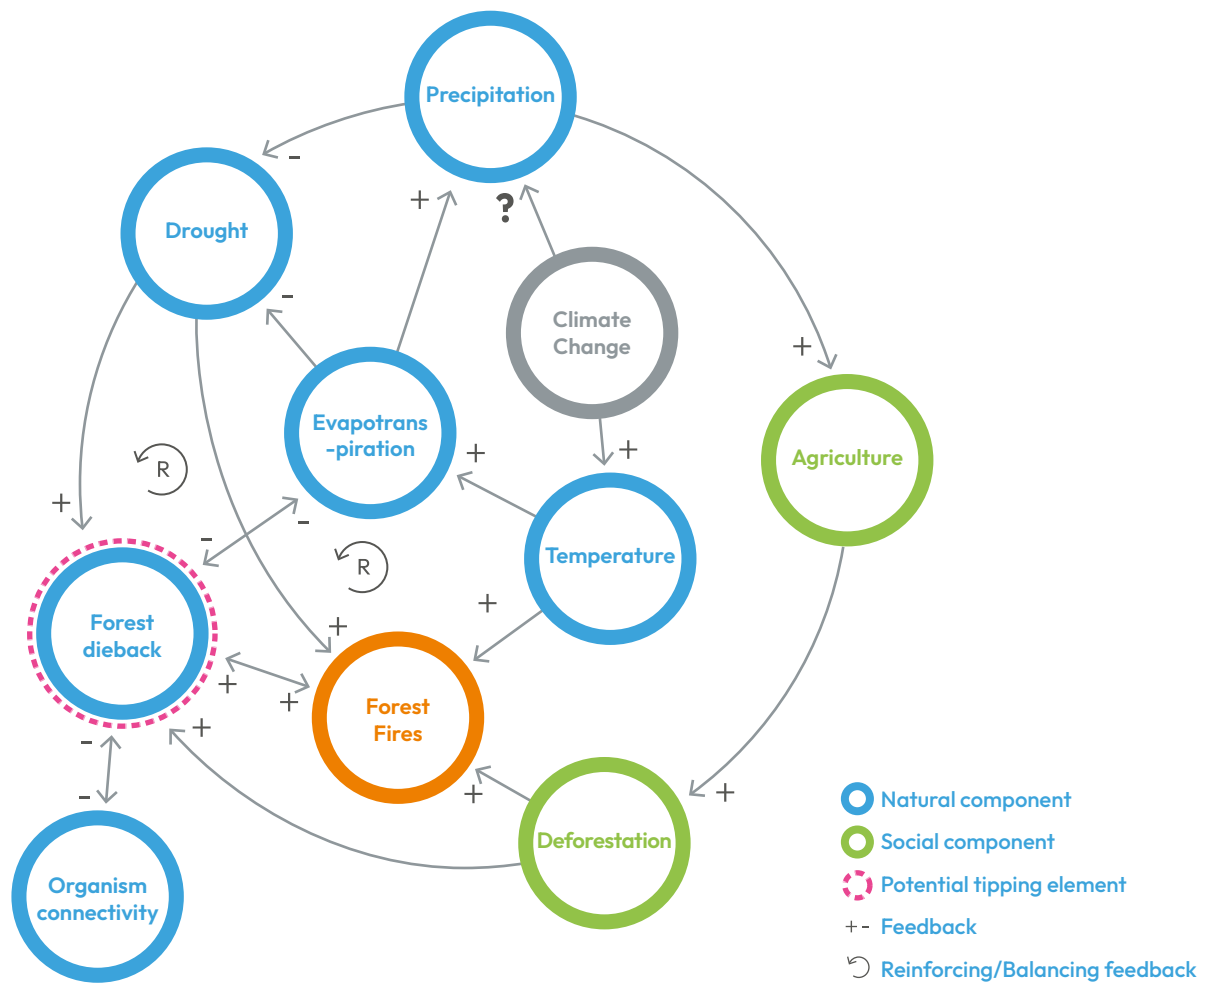 Precipitation
-
Drought
+
?
-
Climate
Change
+
Evapotrans
-piration
+
+
Agriculture
R
+
-
-
Temperature
R
+
+
Forest
dieback
+
+
Forest
Fires
+
-
-
+
+
Deforestation
Organism
connectivity
Natural component
Social component
Potential tipping element
+ - Feedback
Reinforcing/Balancing feedback